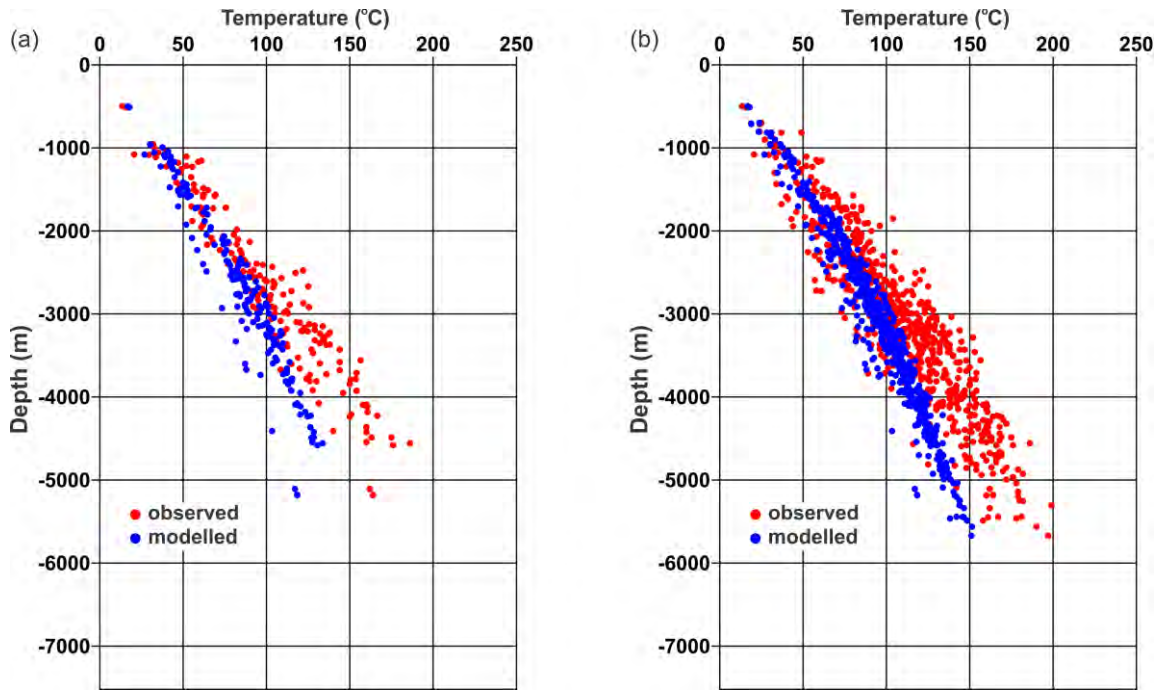 (a)
Temperature (°C)
0 50 100 150 200 250
0
-1000
-2000
-3000
-4000
-5000
-6000
-7000
Depth (m)
observed
modelled
(b)
Temperature (°C)
0 50 100 150 200 250
0
-1000
-2000
-3000
-4000
-5000
-6000
-7000
Depth (m)
observed
modelled